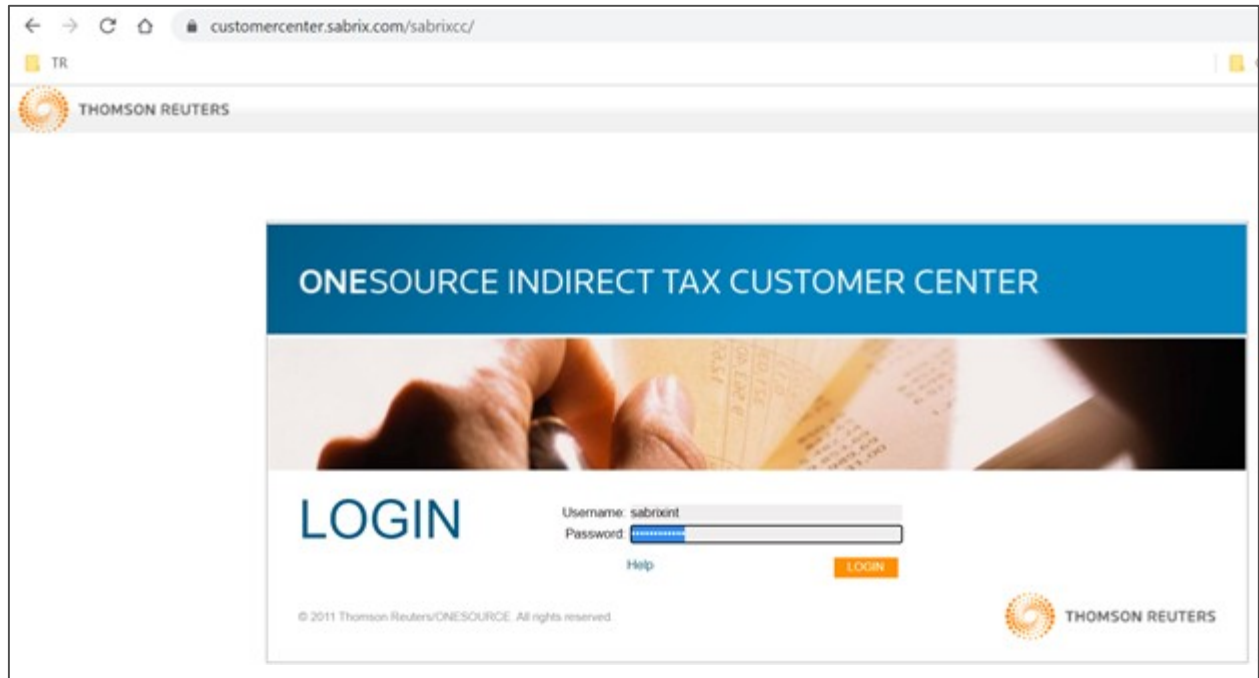 customercenter.sabrix.com/sabrixcc/
TR
THOMSON REUTERS
ONESOURCE INDIRECT TAX CUSTOMER CENTER
LOGIN
Username: sabrixint
Password:
Help
LOGIN
© 2011 Thomson Reuters/ONESOURCE. All rights reserved.
THOMSON REUTERS